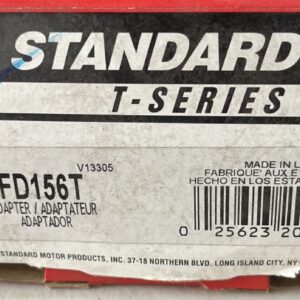 STANDARD
T-SERIES
V13305
FD156T
MADE IN U
ADAPTER / ADAPTATEUR
FABRIQUE' AUX E
ADAPTADOR
HECHO EN LOS ESTA
0 25623 20
STANDARD MOTOR PRODUCTS, INC. 37-18 NORTHERN BLVD. LONG ISLAND CITY, NY